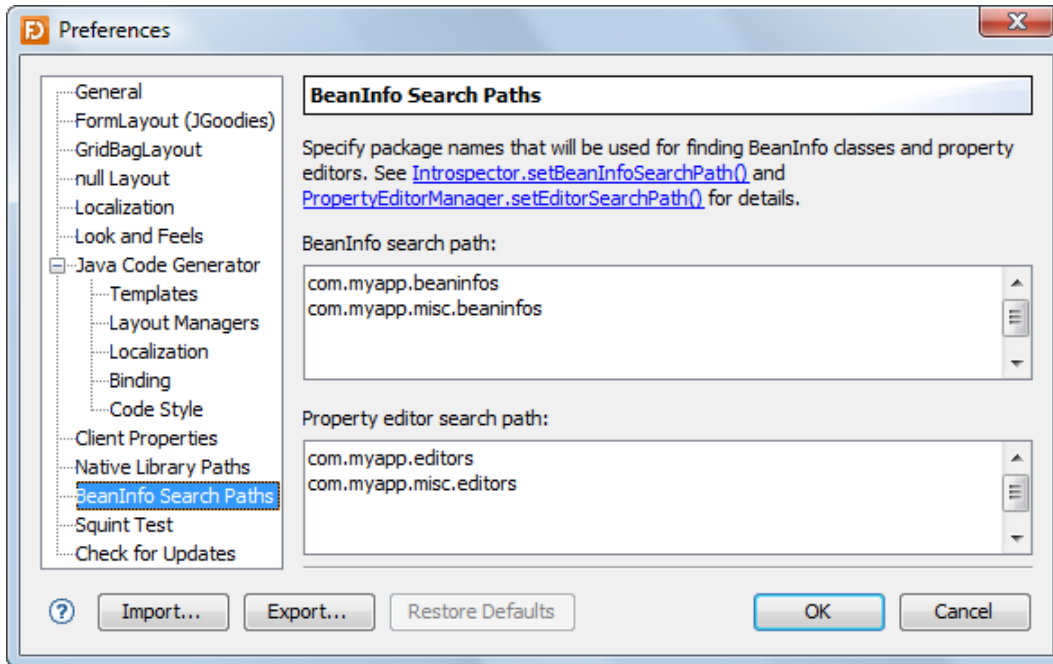 Preferences
General
FormLayout (JGoodies)
GridBagLayout
null Layout
Localization
Look and Feels
Java Code Generator
Templates
Layout Managers
Localization
Binding
Code Style
Client Properties
Native Library Paths
BeanInfo Search Paths
Squint Test
Check for Updates
BeanInfo Search Paths
Specify package names that will be used for finding BeanInfo classes and property
editors. See Introspector.setBeanInfoSearchPath() and
PropertyEditorManager.setEditorSearchPath() for details.
BeanInfo search path:
com.myapp.beaninfos
com.myapp.misc.beaninfos
Property editor search path:
com.myapp.editors
com.myapp.misc.editors
? Import... Export... Restore Defaults OK Cancel